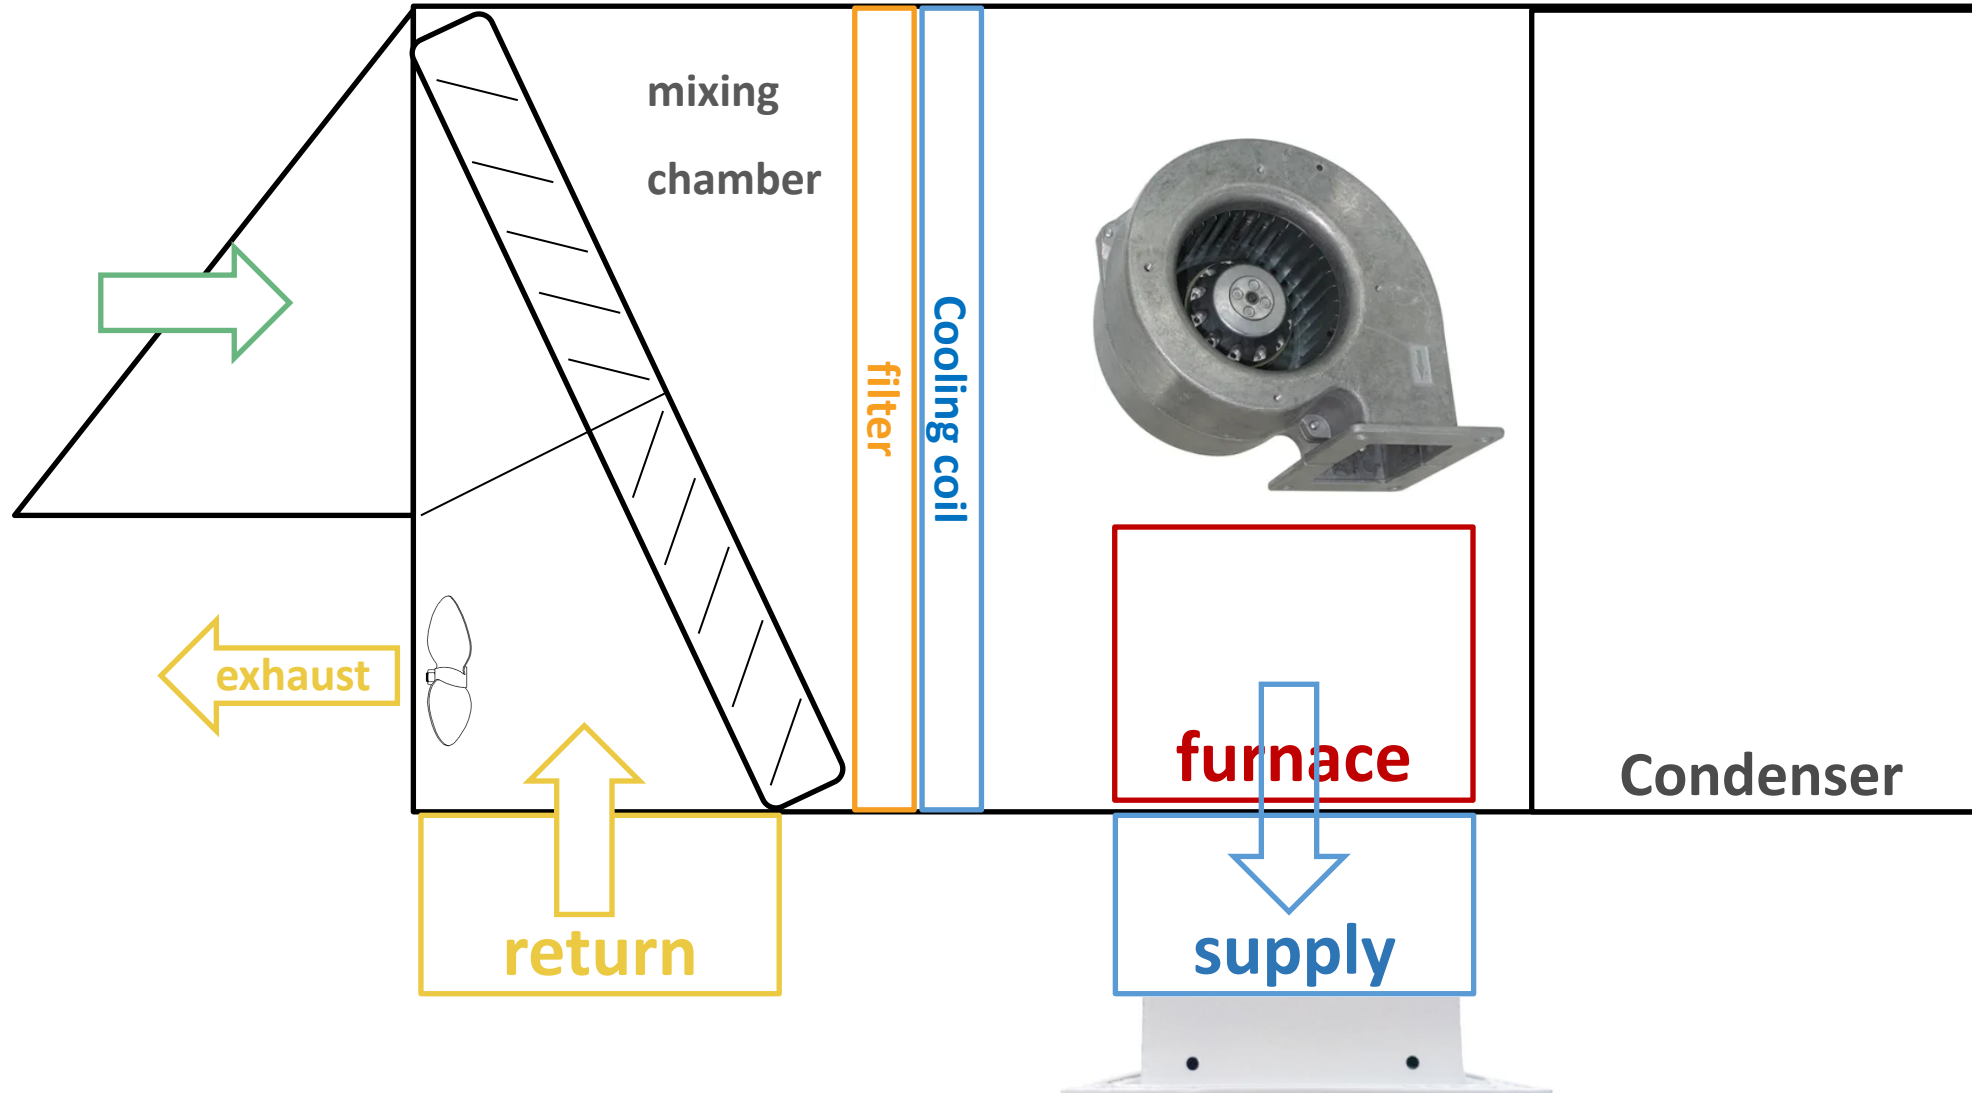 mixing
chamber
filter
Cooling coil
exhaust
furnace
Condenser
return
supply